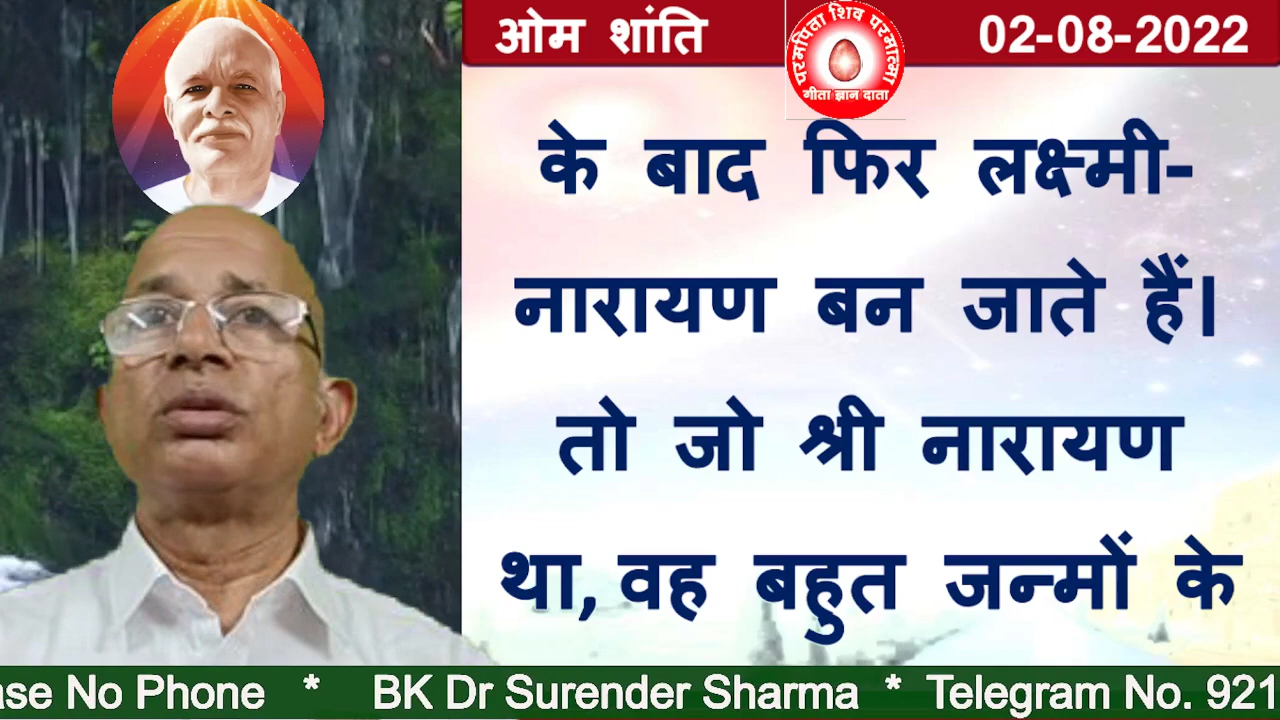 ओम शांति
02-08-2022
परमपिता शिव परमात्मा
गीता ज्ञान दाता
के बाद फिर लक्ष्मी-
नारायण बन जाते हैं।
तो जो श्री नारायण
था, वह बहुत जन्मों के
ase No Phone * BK Dr Surender Sharma * Telegram No. 921